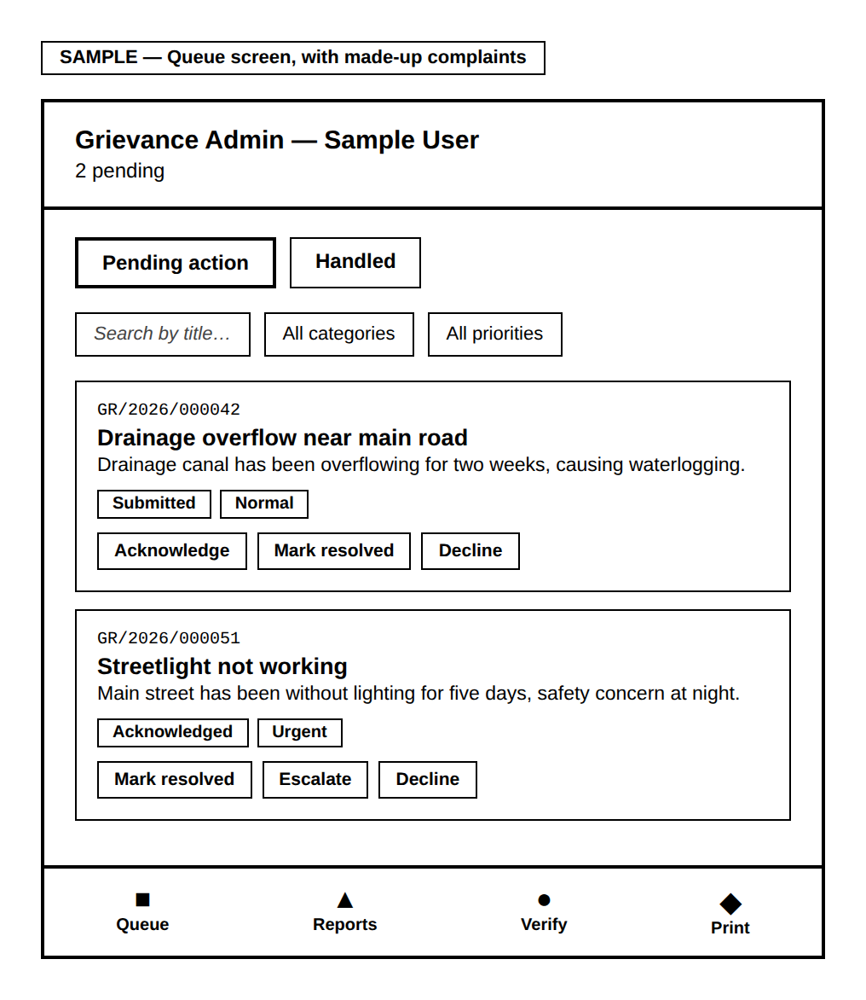 SAMPLE — Queue screen, with made-up complaints
Grievance Admin — Sample User
2 pending
Pending action
Handled
Search by title…
All categories
All priorities
GR/2026/000042
Drainage overflow near main road
Drainage canal has been overflowing for two weeks, causing waterlogging.
Submitted
Normal
Acknowledge
Mark resolved
Decline
GR/2026/000051
Streetlight not working
Main street has been without lighting for five days, safety concern at night.
Acknowledged
Urgent
Mark resolved
Escalate
Decline
Queue
Reports
Verify
Print